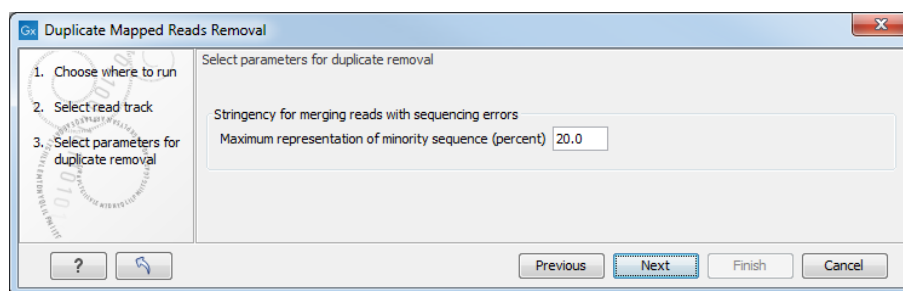 Gx Duplicate Mapped Reads Removal
1. Choose where to run
2. Select read track
3. Select parameters for
duplicate removal
Select parameters for duplicate removal
Stringency for merging reads with sequencing errors
Maximum representation of minority sequence (percent) 20.0
? Previous Next Finish Cancel